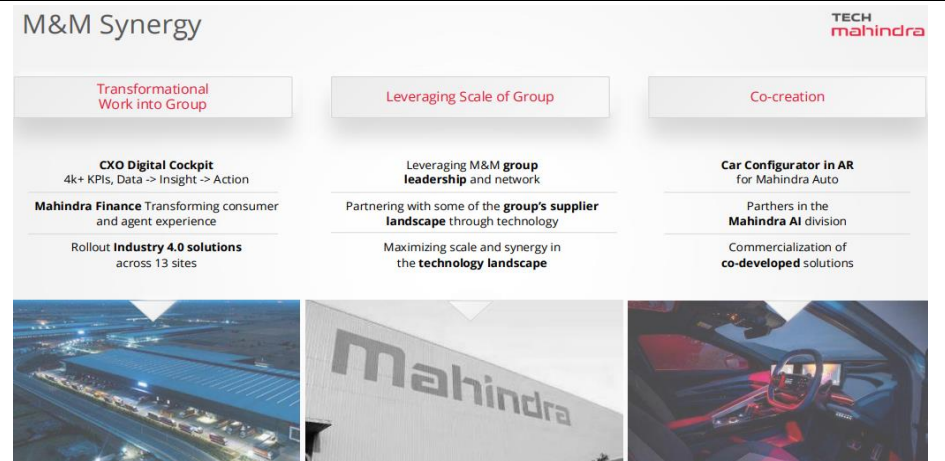 M&M Synergy
TECH
mahindra
Transformational
Work into Group
CXO Digital Cockpit
4k+ KPIs, Data -> Insight -> Action
Mahindra Finance Transforming consumer
and agent experience
Rollout Industry 4.0 solutions
across 13 sites
Leveraging Scale of Group
Leveraging M&M group
leadership and network
Partnering with some of the group's supplier
landscape through technology
Maximizing scale and synergy in
the technology landscape
Co-creation
Car Configurator in AR
for Mahindra Auto
Parthers in the
Mahindra AI division
Commercialization of
co-developed solutions
mahindra